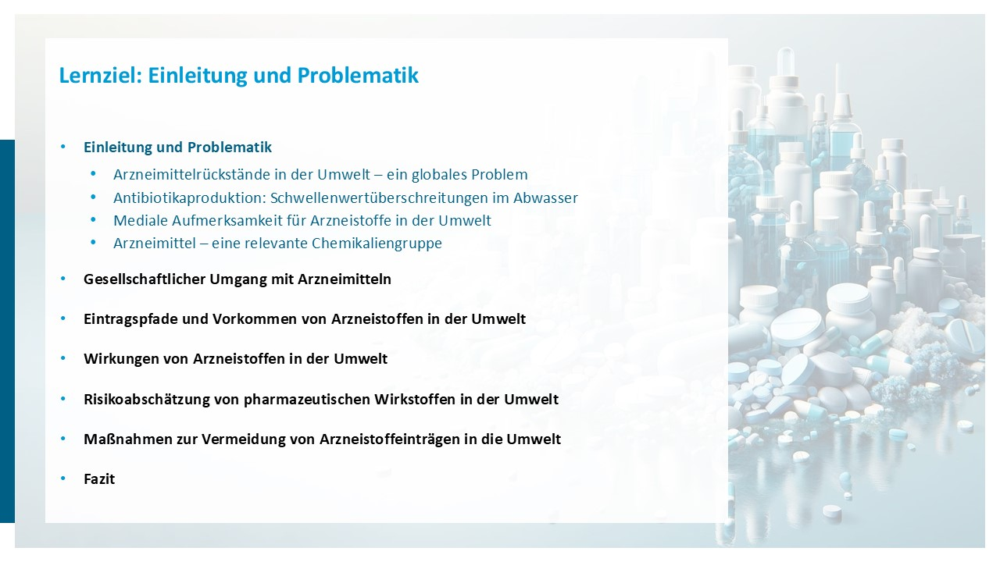 Lernziel: Einleitung und Problematik
• Einleitung und Problematik
• Arzneimittelrückstände in der Umwelt – ein globales Problem
• Antibiotikaproduktion: Schwellenwertüberschreitungen im Abwasser
• Mediale Aufmerksamkeit für Arzneistoffe in der Umwelt
• Arzneimittel – eine relevante Chemikaliengruppe
• Gesellschaftlicher Umgang mit Arzneimitteln
• Eintragspfade und Vorkommen von Arzneistoffen in der Umwelt
• Wirkungen von Arzneistoffen in der Umwelt
• Risikoabschätzung von pharmazeutischen Wirkstoffen in der Umwelt
• Maßnahmen zur Vermeidung von Arzneistoffeinträgen in die Umwelt
• Fazit